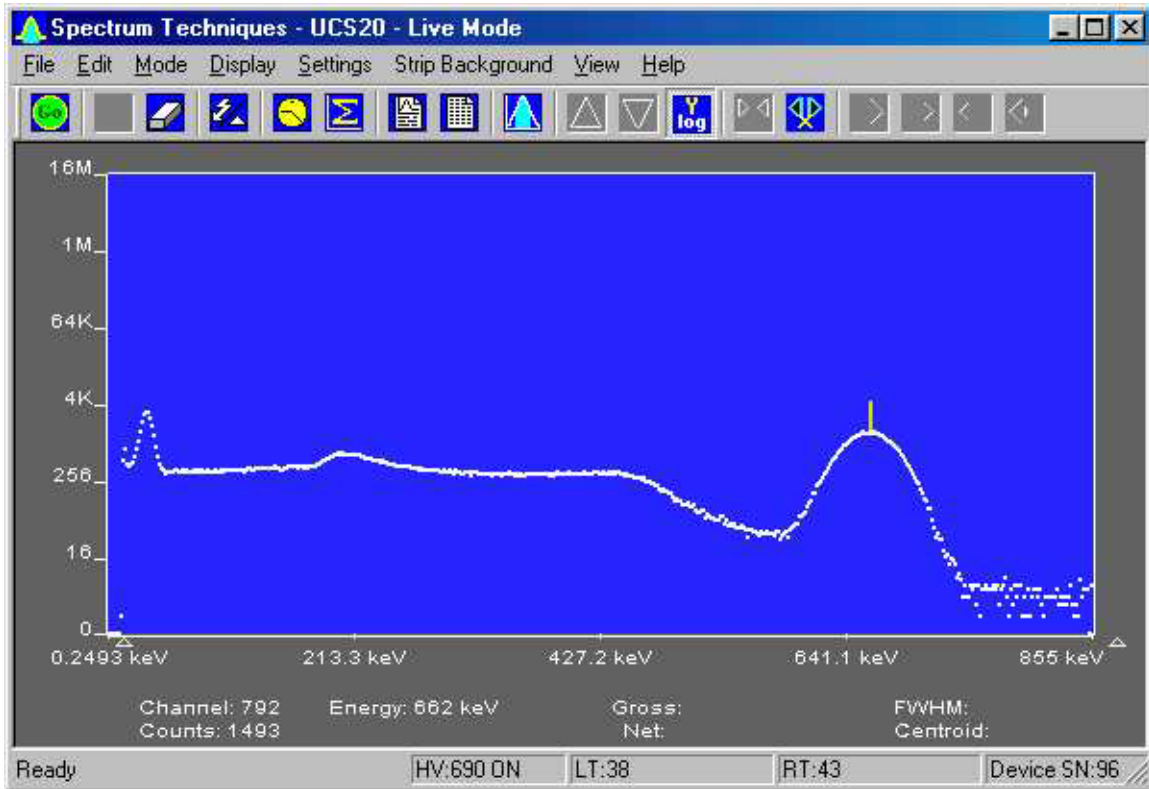 Spectrum Techniques - UCS20 - Live Mode
File Edit Mode Display Settings Strip Background View Help
Go
Y
log
16M
1M
64K
4K
256
16
0
0.2493 keV 213.3 keV 427.2 keV 641.1 keV 855 keV
Channel: 792 Energy: 662 keV Gross: FWHM:
Counts: 1493 Net: Centroid:
Ready HV:690 ON LT:38 RT:43 Device SN:96